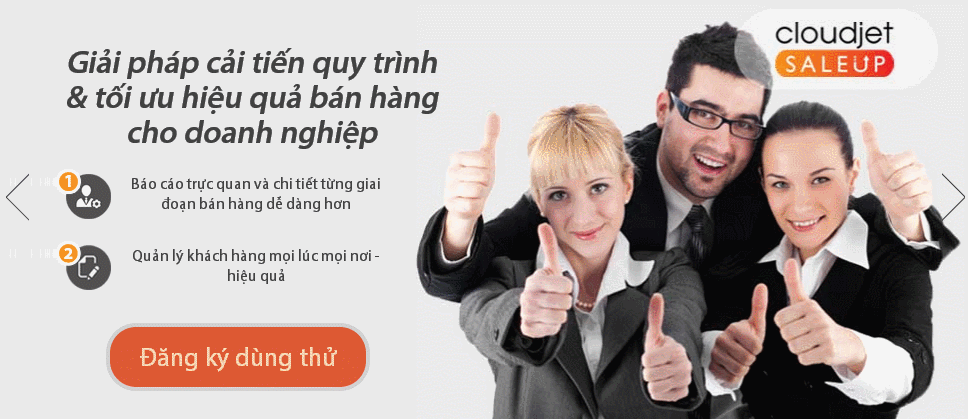 Giải pháp cải tiến quy trình
& tối ưu hiệu quả bán hàng
cho doanh nghiệp
1
Báo cáo trực quan và chi tiết từng giai
đoạn bán hàng dể dàng hơn
2
Quản lý khách hàng mọi lúc mọi nơi -
hiệu quả
Đăng ký dùng thử
cloudjet
SALEUP